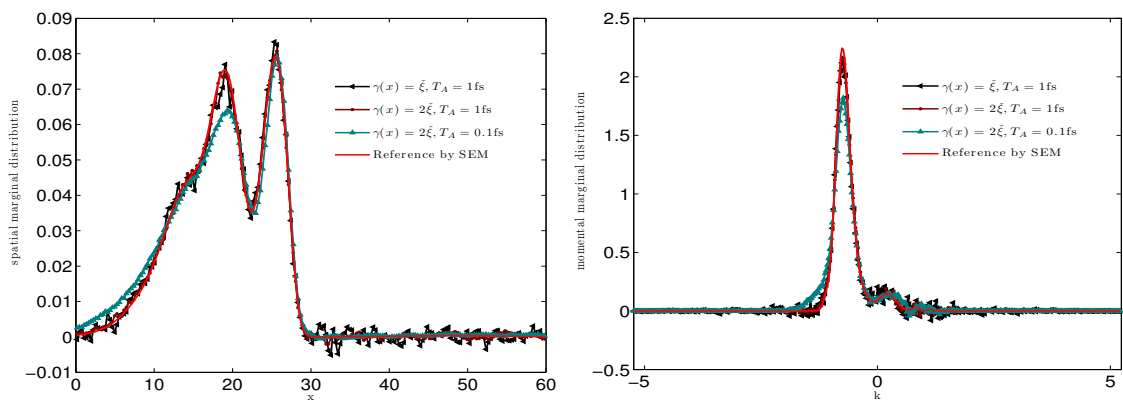 0.09
0.08
0.07
0.06
0.05
0.04
0.03
0.02
0.01
0
−0.01
spatial marginal distribution
0 10 20 30 40 50 60
x
γ(x) = ξ̆, T_A = 1fs
γ(x) = 2ξ̆, T_A = 1fs
γ(x) = 2ξ̆, T_A = 0.1fs
Reference by SEM
2.5
2
1.5
1
0.5
0
−0.5
momental marginal distribution
−5 0 5
k
γ(x) = ξ̆, T_A = 1fs
γ(x) = 2ξ̆, T_A = 1fs
γ(x) = 2ξ̆, T_A = 0.1fs
Reference by SEM